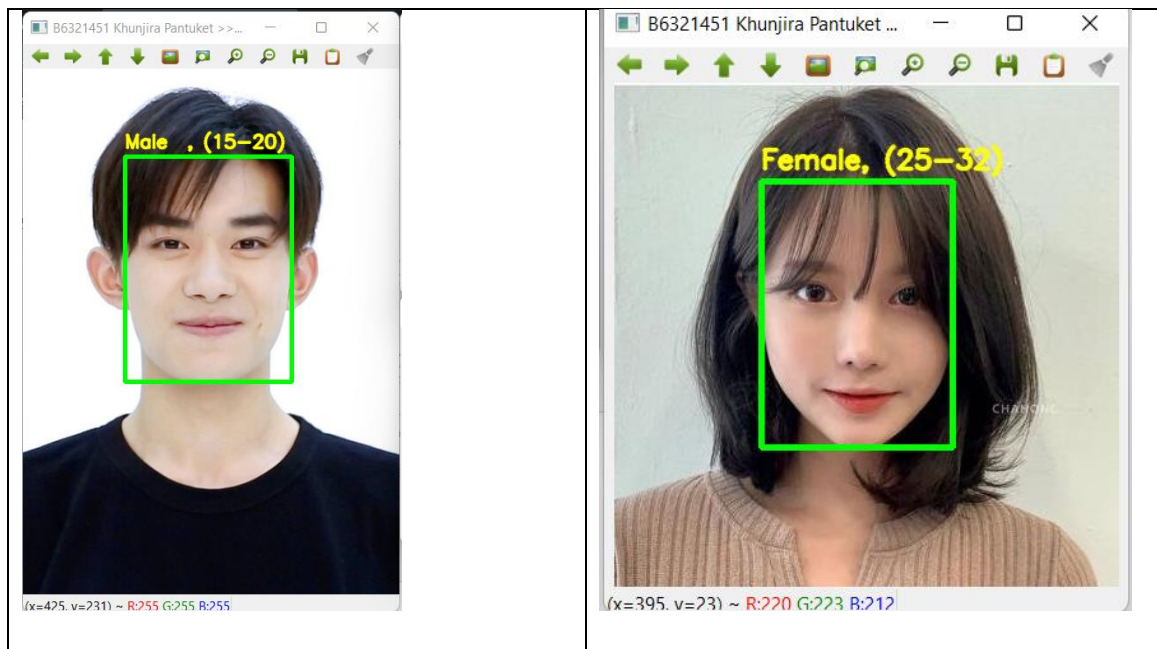 B6321451 Khunjira Pantuket >>...
Male , (15-20)
(x=425, y=231) ~ R:255 G:255 B:255
B6321451 Khunjira Pantuket ...
Female, (25-32)
CHAHONG
(x=395, y=23) ~ R:220 G:223 B:212